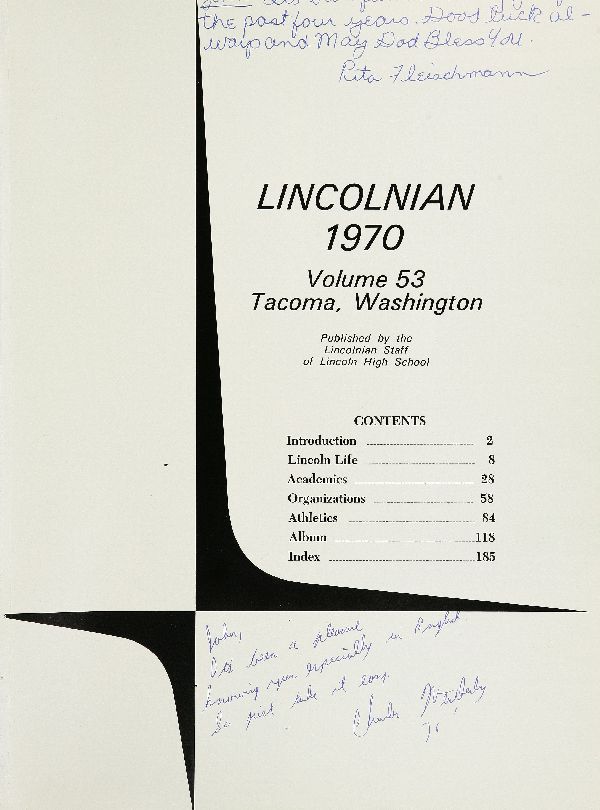 the past four years. Good luck al-
ways and May God Bless You.
Rita Fleischmann
LINCOLNIAN
1970
Volume 53
Tacoma, Washington
Published by the
Lincolnian Staff
of Lincoln High School
CONTENTS
Introduction 2
Lincoln Life 8
Academics 28
Organizations 58
Athletics 84
Album 118
Index 185
John,
It's been a pleasure
knowing you especially in English
So just take it easy.
Chuck
70